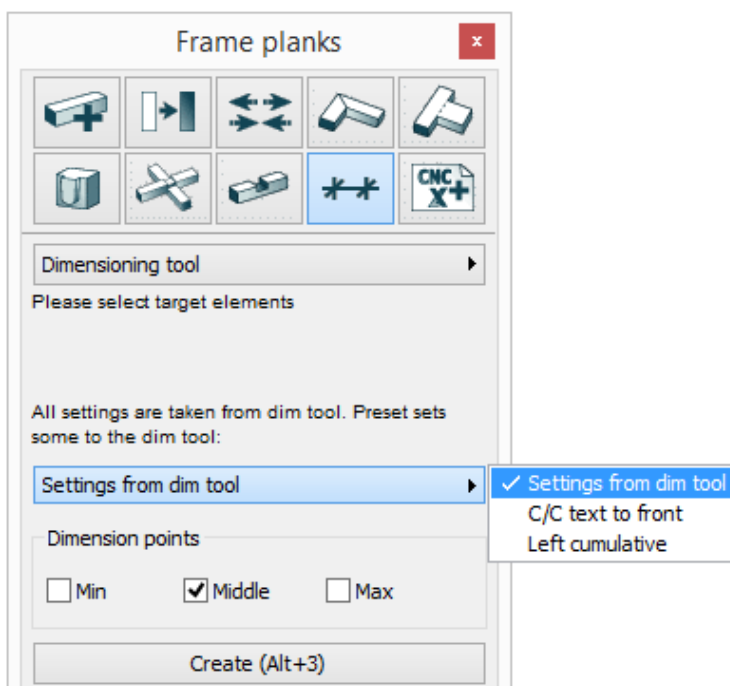 Frame planks
x
CNC
X+
Dimensioning tool
Please select target elements
All settings are taken from dim tool. Preset sets
some to the dim tool:
Settings from dim tool
Settings from dim tool
C/C text to front
Left cumulative
Dimension points
Min Middle Max
Create (Alt+3)